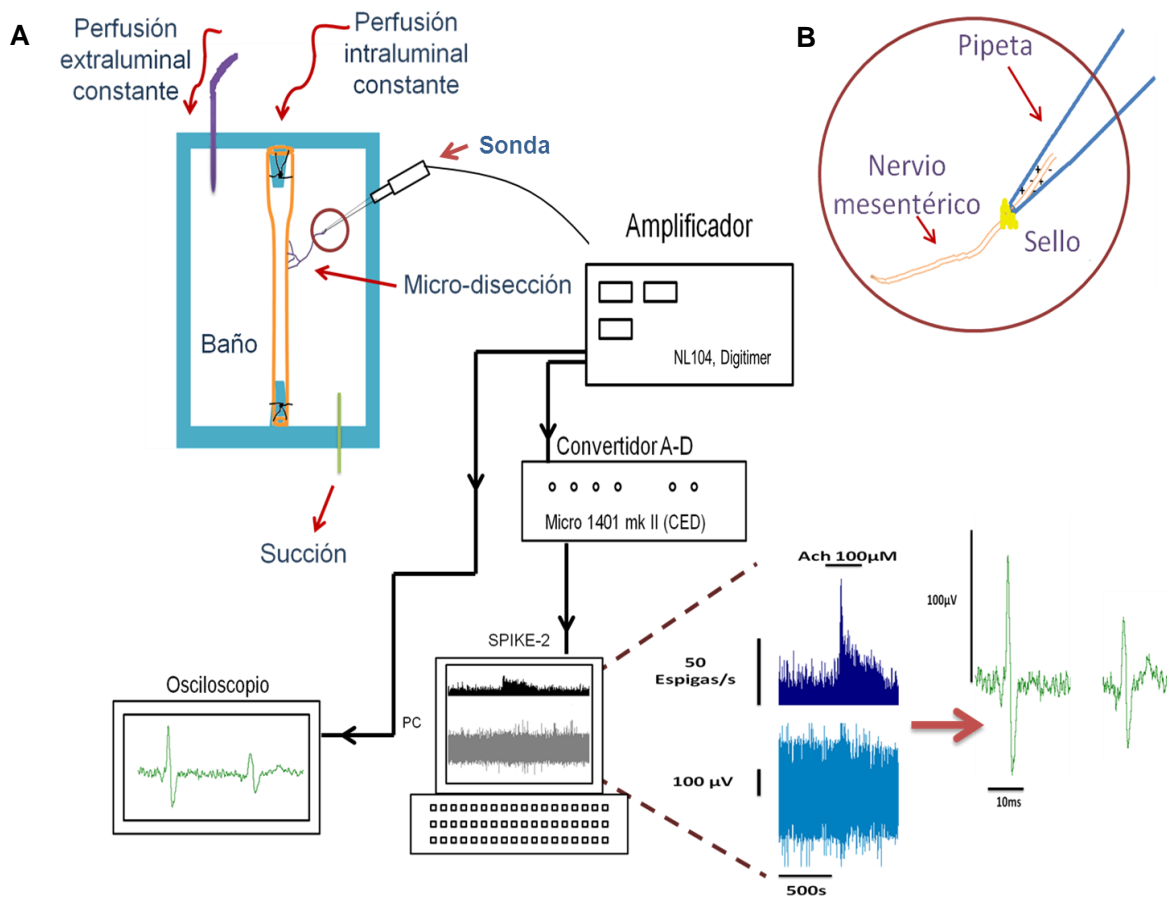 A
Perfusión
extraluminal
constante
Perfusión
intraluminal
constante
B
Pipeta
Nervio
mesentérico
Sello
Sonda
Amplificador
Micro-disección
Baño
NL104, Digitimer
Convertidor A-D
Micro 1401 mk II (CED)
Succión
Ach 100µM
SPIKE-2
50
Espigas/s
100µV
Osciloscopio
PC
100 µV
10ms
500s